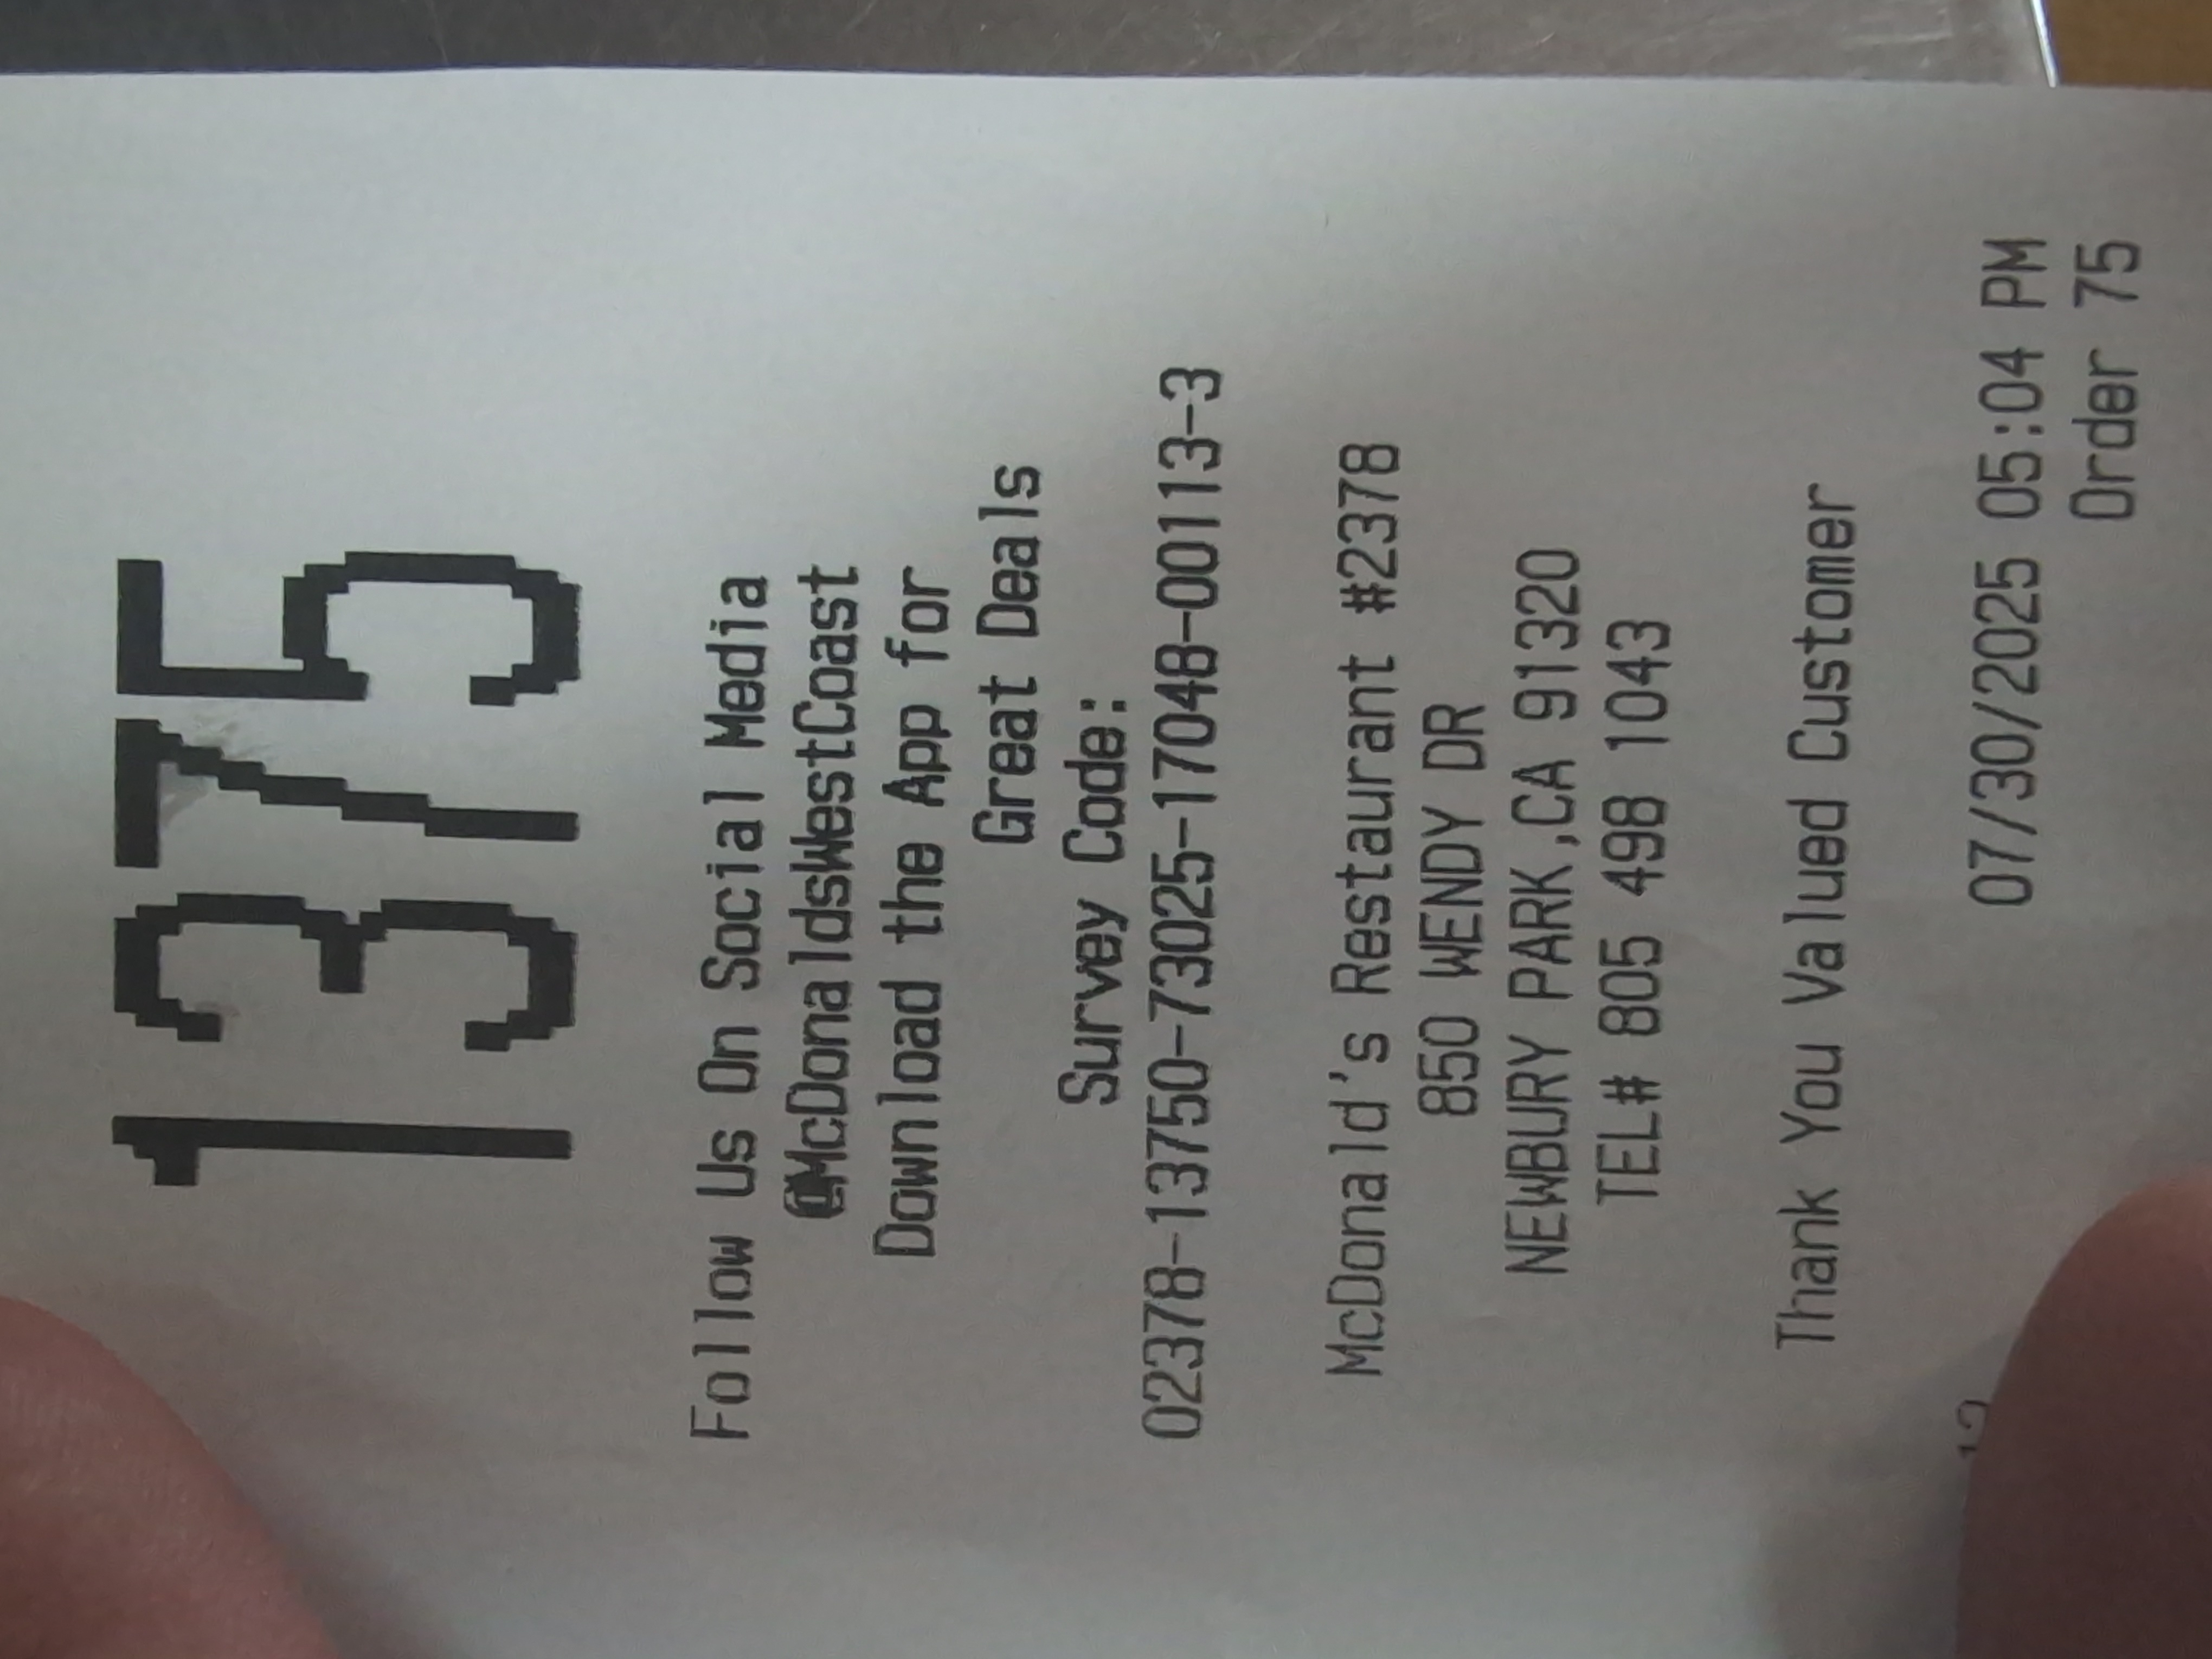 1375
Follow Us On Social Media
@McDonaldsWestCoast
Download the App for
Great Deals
Survey Code:
02378-13750-73025-17048-00113-3
McDonald's Restaurant #2378
850 WENDY DR
NEWBURY PARK,CA 91320
TEL# 805 498 1043
Thank You Valued Customer
07/30/2025 05:04 PM
Order 75